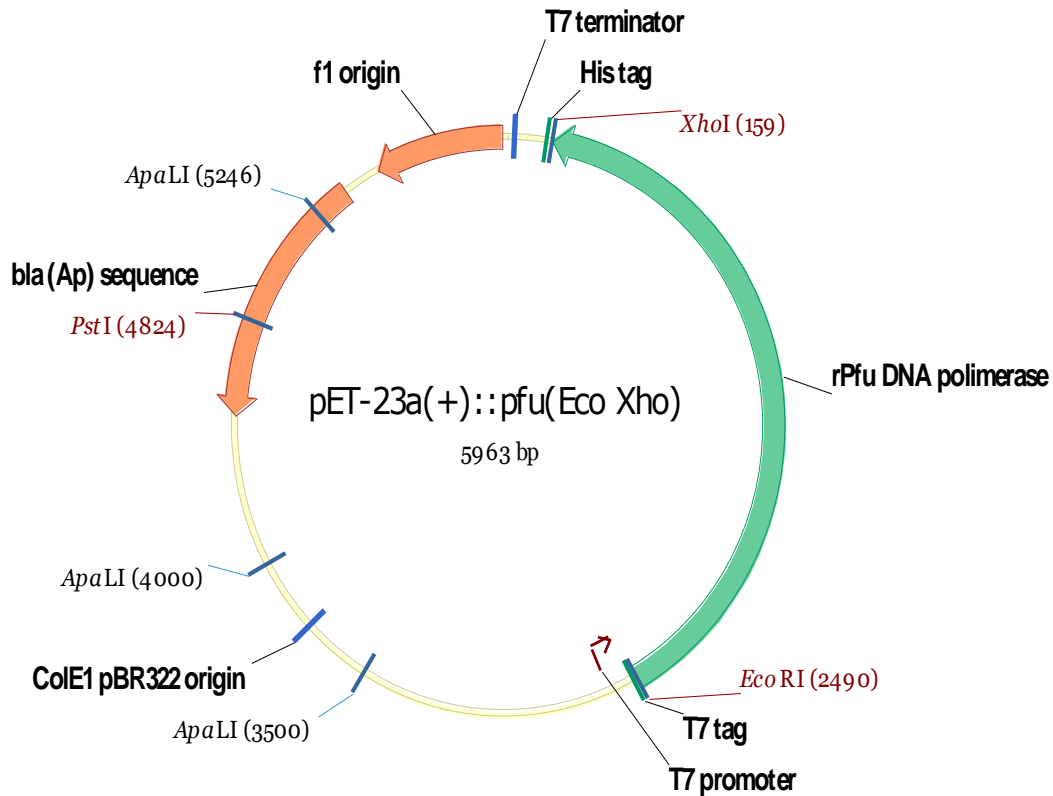 T7 terminator
f1 origin
His tag
XhoI (159)
ApaLI (5246)
bla (Ap) sequence
PstI (4824)
rPfu DNA polimerase
pET-23a(+)::pfu(Eco Xho)
5963 bp
ApaLI (4000)
ColE1 pBR322 origin
EcoRI (2490)
ApaLI (3500)
T7 tag
T7 promoter